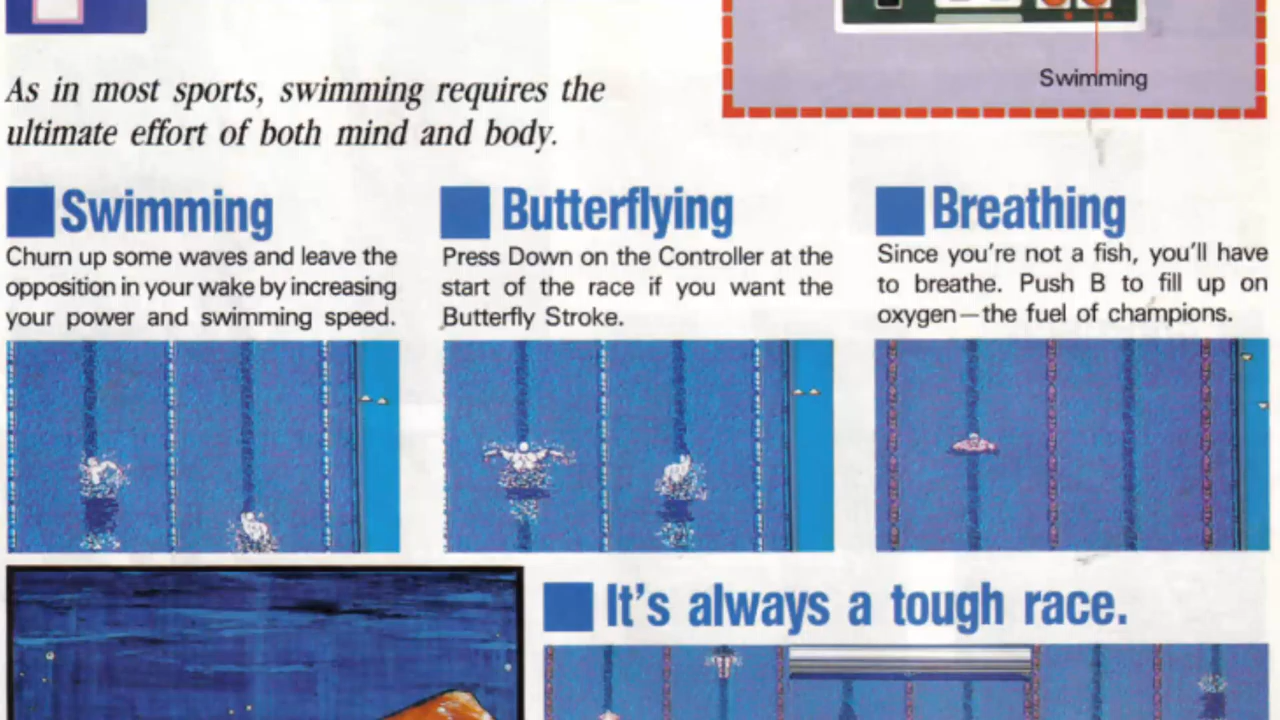 Swimming
As in most sports, swimming requires the
ultimate effort of both mind and body.
Swimming
Churn up some waves and leave the
opposition in your wake by increasing
your power and swimming speed.
Butterflying
Press Down on the Controller at the
start of the race if you want the
Butterfly Stroke.
Breathing
Since you're not a fish, you'll have
to breathe. Push B to fill up on
oxygen—the fuel of champions.
It's always a tough race.